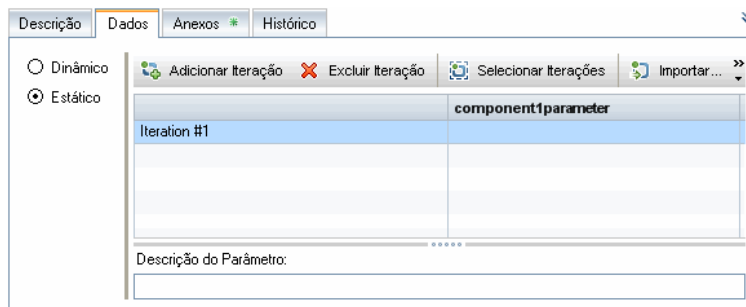 Descrição Dados Anexos * Histórico
Dinâmico
Estático
Adicionar Iteração Excluir Iteração Selecionar Iterações Importar... »
component1parameter
Iteration #1
Descrição do Parâmetro: